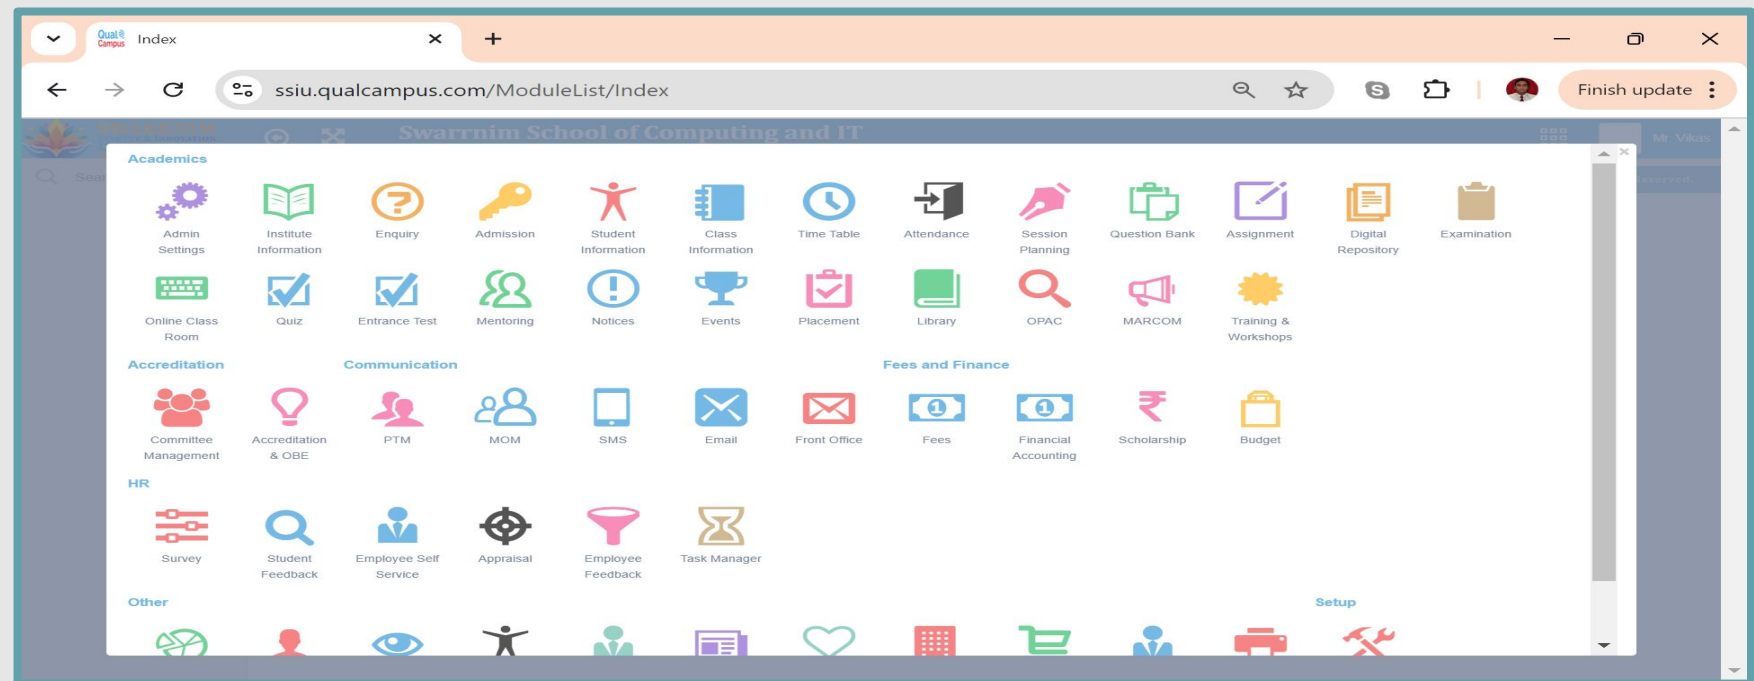 Qual Campus
Index
ssiu.qualcampus.com/ModuleList/Index
Finish update
Swarrnim School of Computing and IT
Mr. Vikas
Academics
Admin Settings
Institute Information
Enquiry
Admission
Student Information
Class Information
Time Table
Attendance
Session Planning
Question Bank
Assignment
Digital Repository
Examination
Online Class Room
Quiz
Entrance Test
Mentoring
Notices
Events
Placement
Library
OPAC
MARCOM
Training & Workshops
Accreditation
Communication
Fees and Finance
Committee Management
Accreditation & OBE
PTM
MOM
SMS
Email
Front Office
Fees
Financial Accounting
Scholarship
Budget
HR
Survey
Student Feedback
Employee Self Service
Appraisal
Employee Feedback
Task Manager
Other
Setup